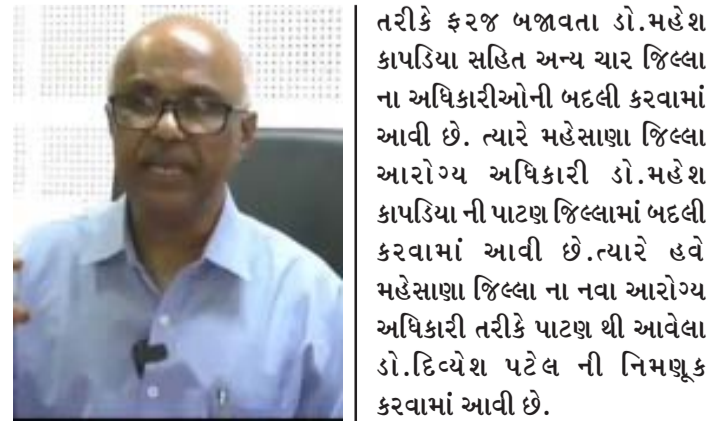 તરીકે ફરજ બજાવતા ડો.મહેશ
કાપડિયા સહિત અન્ય ચાર જિલ્લા
ના અધિકારીઓની બદલી કરવામાં
આવી છે. ત્યારે મહેસાણા જિલ્લા
આરોગ્ય અધિકારી ડો.મહેશ
કાપડિયા ની પાટણ જિલ્લામાં બદલી
કરવામાં આવી છે.ત્યારે હવે
મહેસાણા જિલ્લા ના નવા આરોગ્ય
અધિકારી તરીકે પાટણ થી આવેલા
ડો.દિવ્યેશ પટેલ ની નિમણૂક
કરવામાં આવી છે.